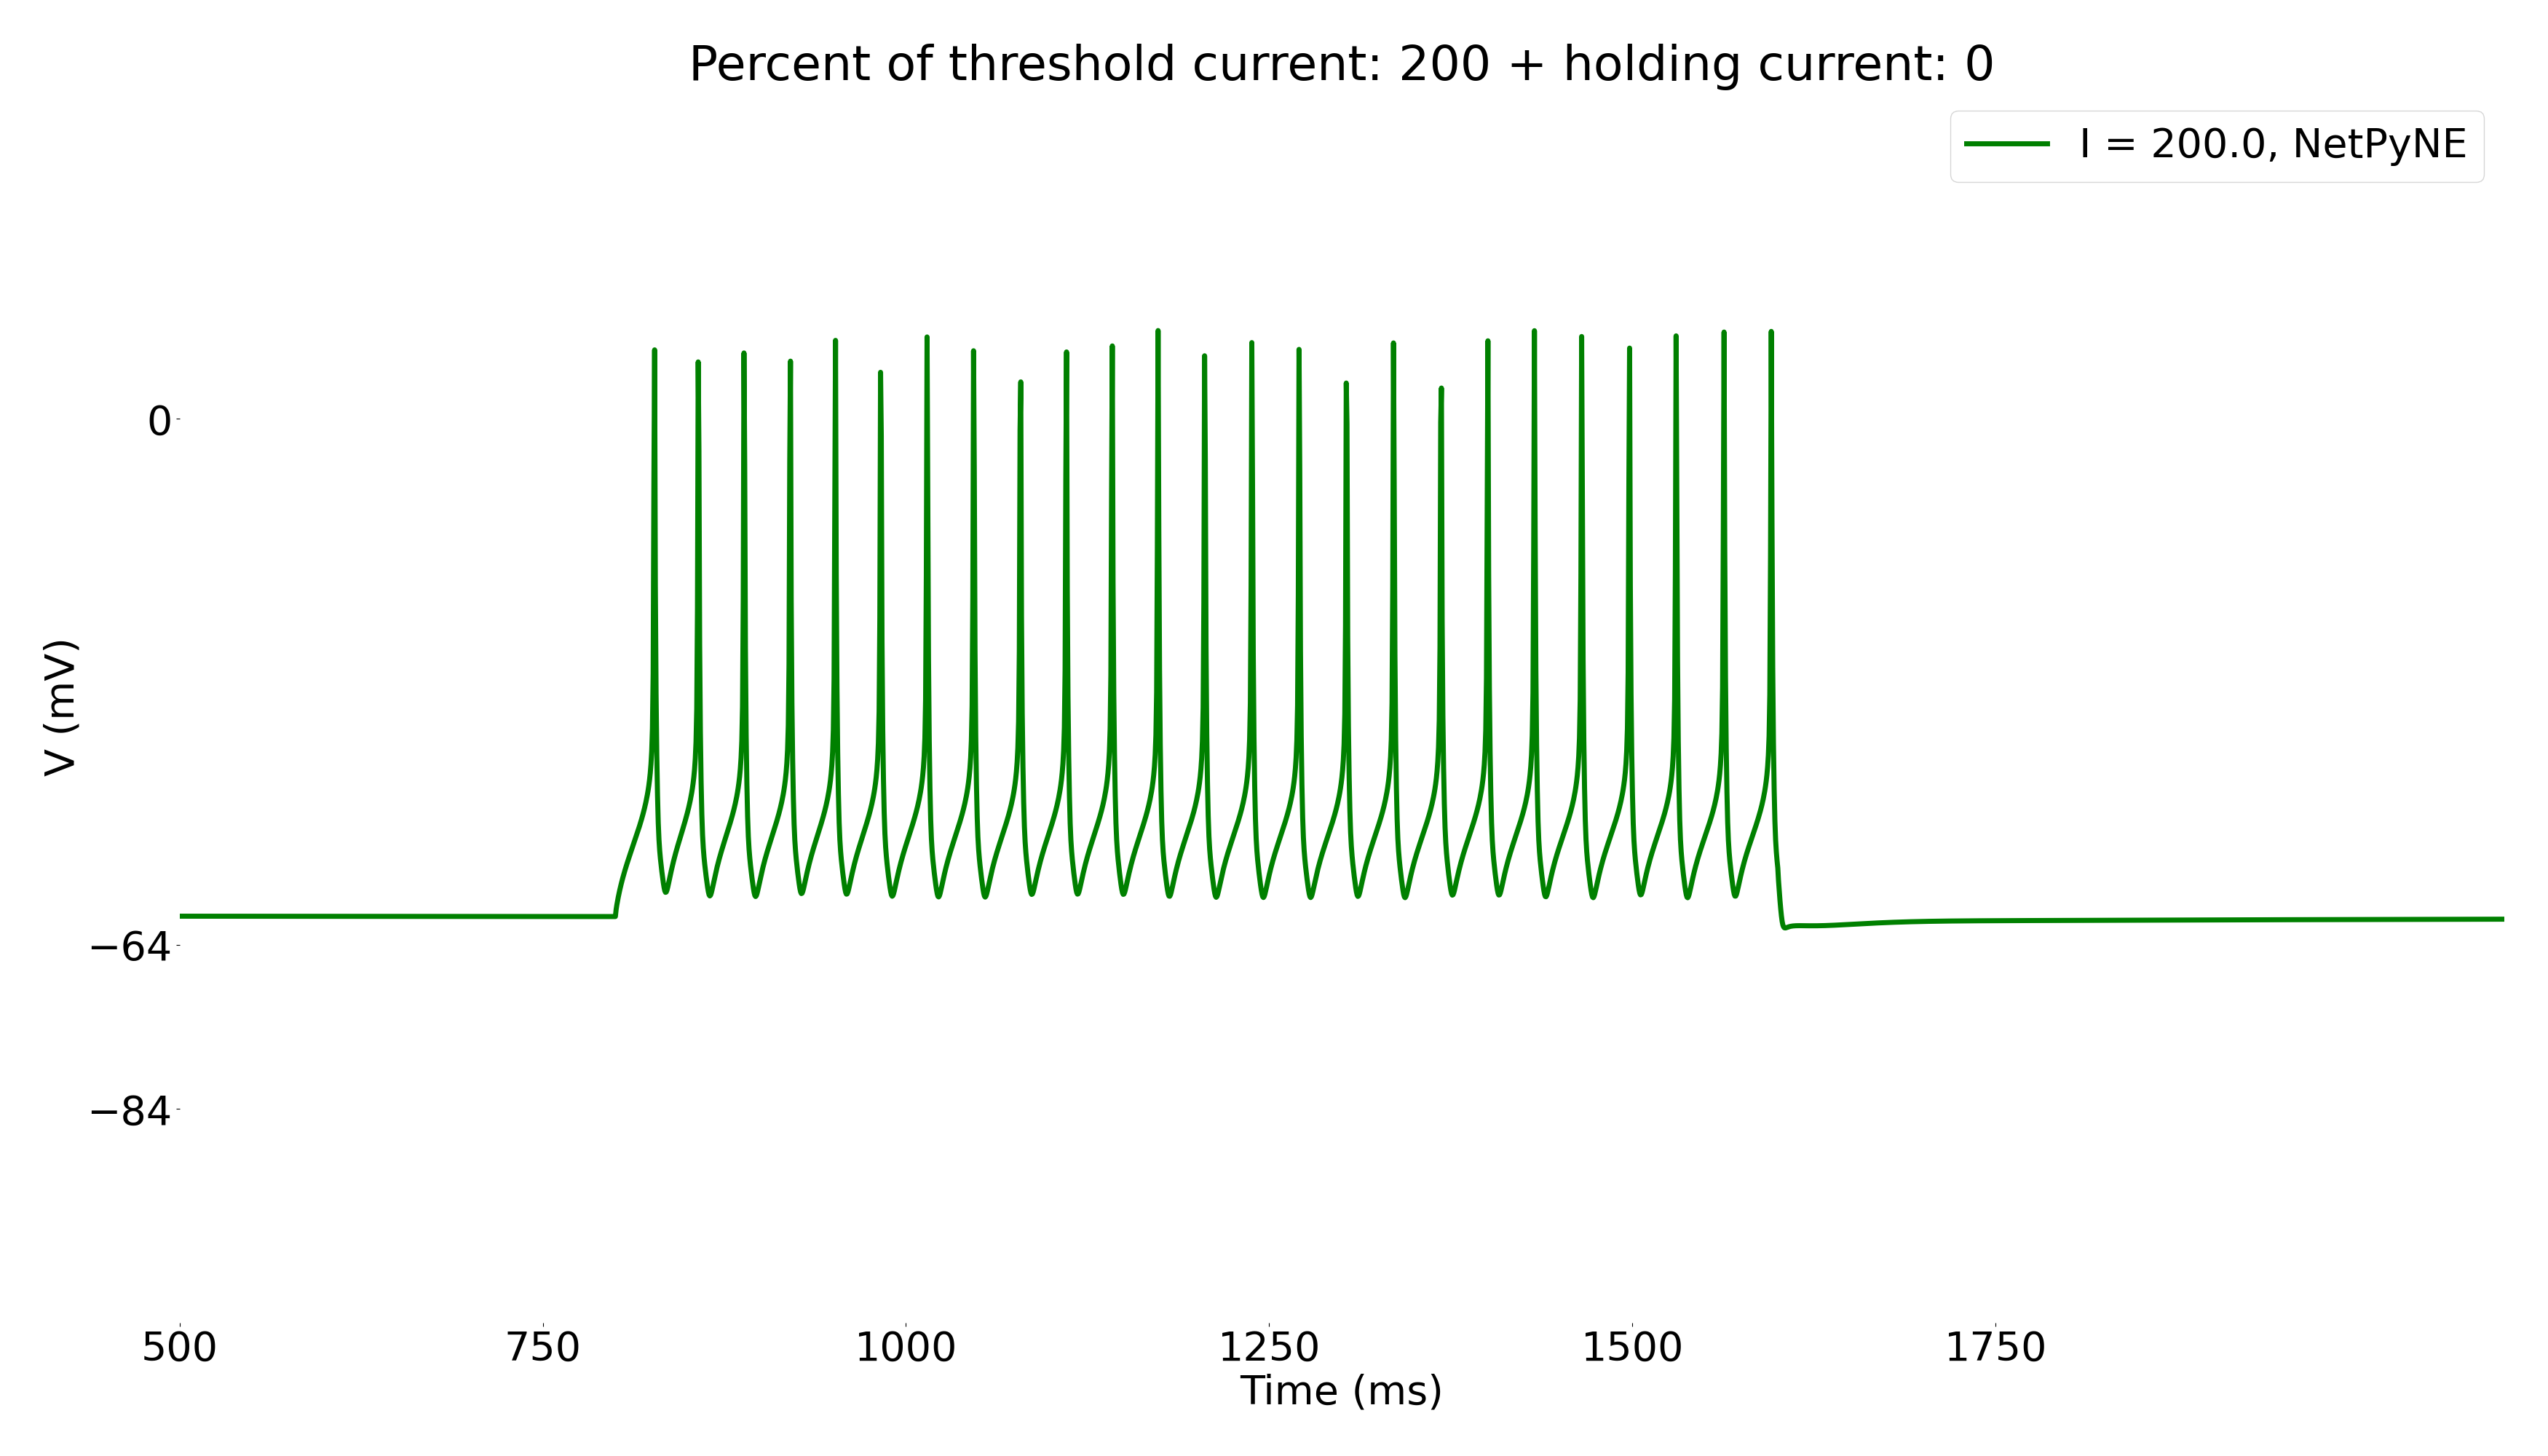 Percent of threshold current: 200 + holding current: 0
I = 200.0, NetPyNE
0
V (mV)
−64
−84
500 750 1000 1250 1500 1750
Time (ms)